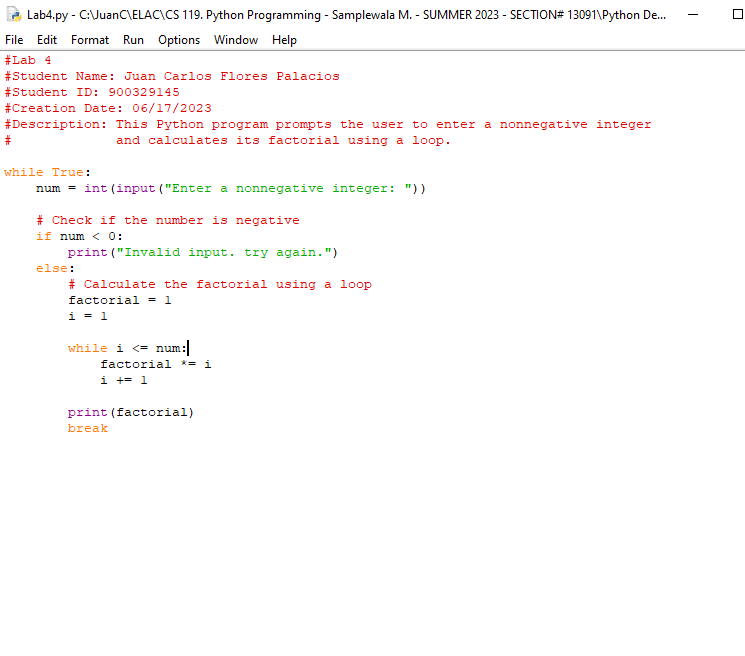 Lab4.py - C:\JuanC\ELAC\CS 119. Python Programming - Samplewala M. - SUMMER 2023 - SECTION# 13091\Python De...
File Edit Format Run Options Window Help
#Lab 4
#Student Name: Juan Carlos Flores Palacios
#Student ID: 900329145
#Creation Date: 06/17/2023
#Description: This Python program prompts the user to enter a nonnegative integer
#             and calculates its factorial using a loop.

while True:
    num = int(input("Enter a nonnegative integer: "))

    # Check if the number is negative
    if num < 0:
        print("Invalid input. try again.")
    else:
        # Calculate the factorial using a loop
        factorial = 1
        i = 1

        while i <= num:
            factorial *= i
            i += 1

        print(factorial)
        break